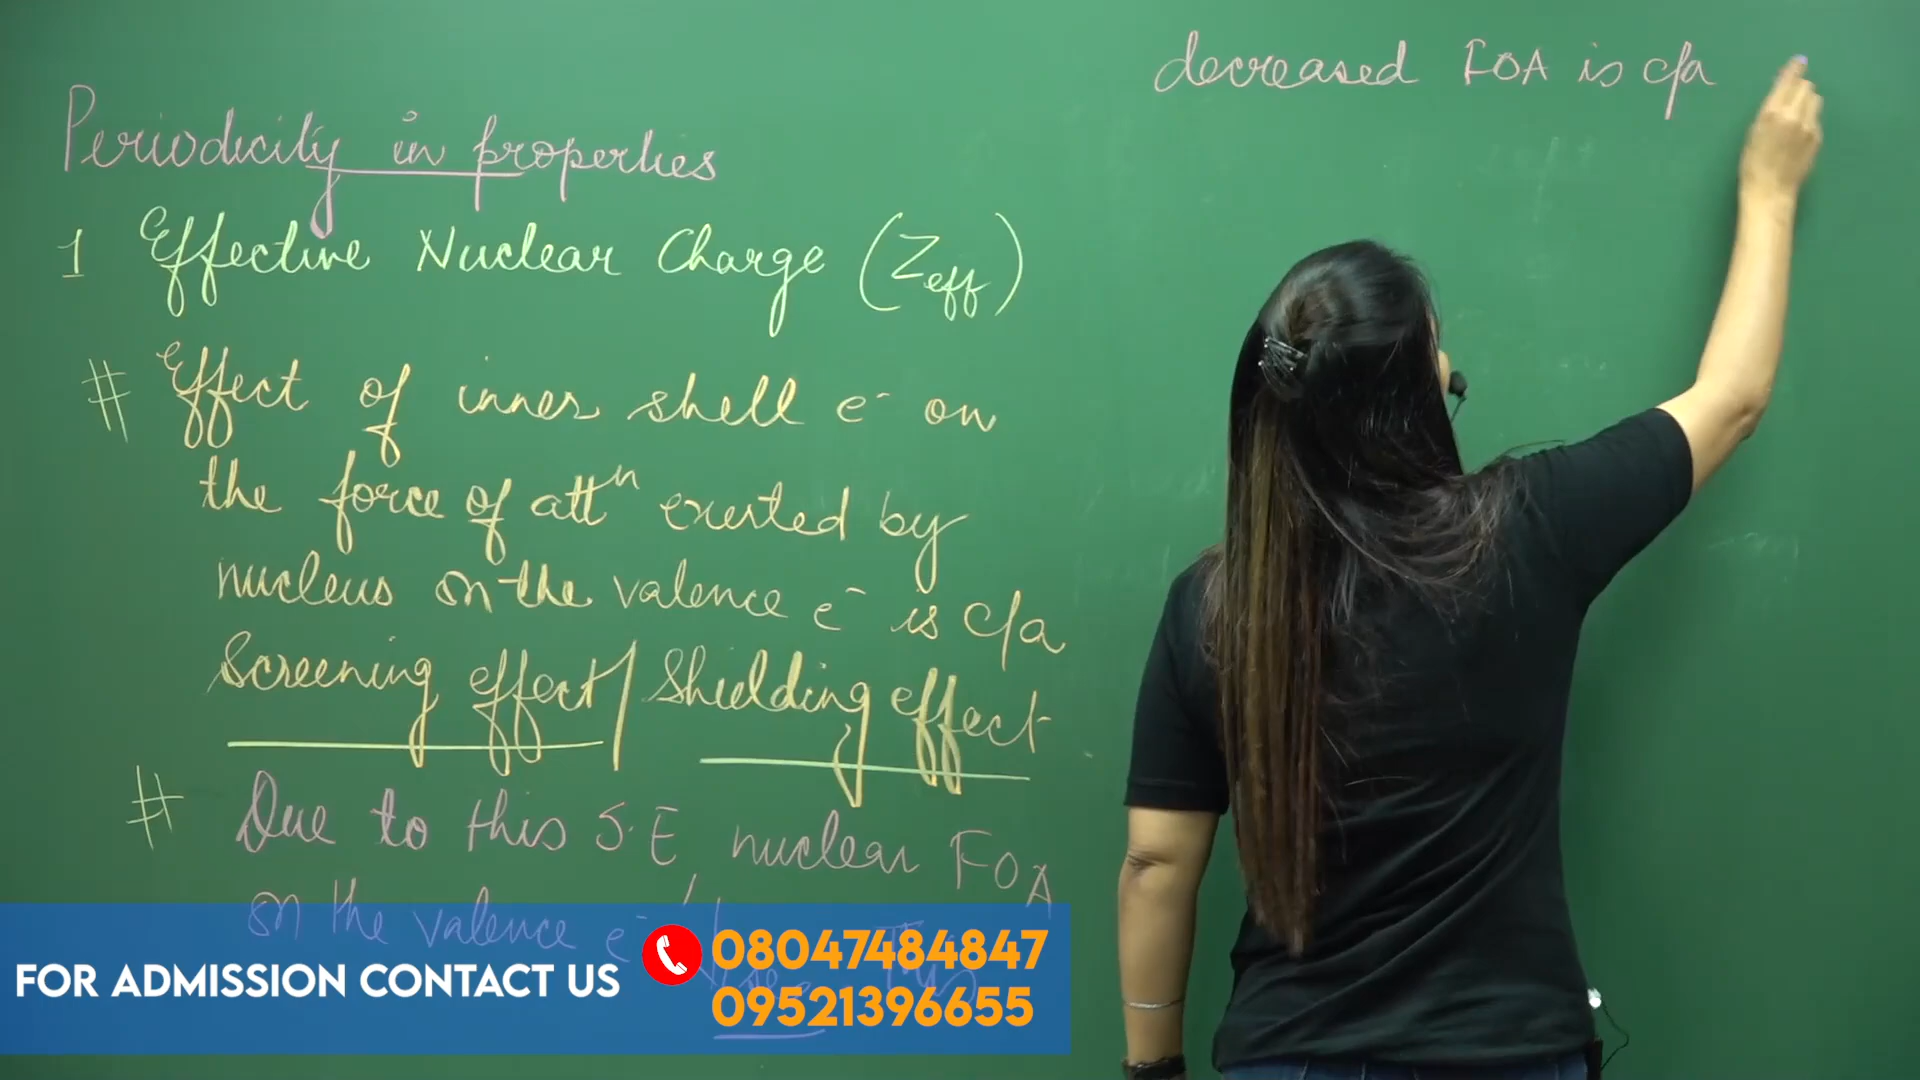 Periodicity in properties
1 Effective Nuclear Charge (Zeff)
# Effect of inner shell e⁻ on
the force of attⁿ exerted by
nucleus on the valence e⁻ is c/a
Screening effect / Shielding effect
# Due to this S.E, nuclear FOA
on the valence e⁻ This
decreased FOA is c/a
FOR ADMISSION CONTACT US
08047484847
09521396655